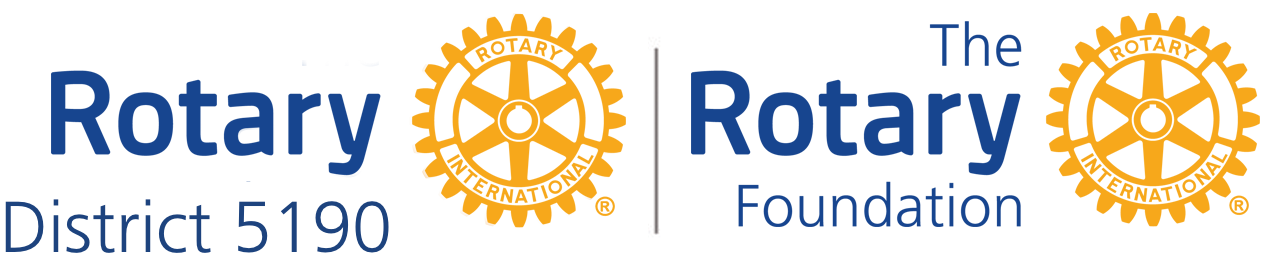 Rotary
District 5190
ROTARY
INTERNATIONAL
®
The
Rotary
Foundation
ROTARY
INTERNATIONAL
®